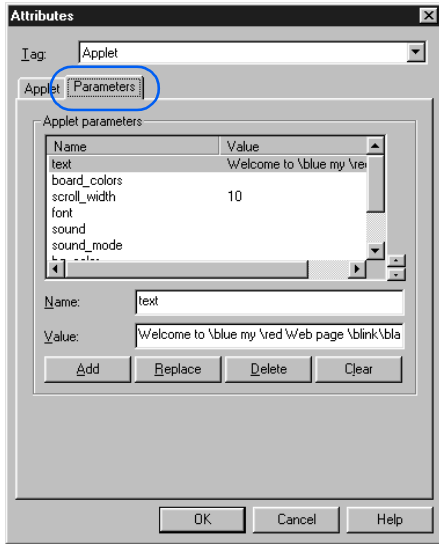 Attributes
Tag: Applet
Applet Parameters
Applet parameters
Name Value
text Welcome to \blue my \re
board_colors
scroll_width 10
font
sound
sound_mode
Name: text
Value: Welcome to \blue my \red Web page \blink\bla
Add Replace Delete Clear
OK Cancel Help